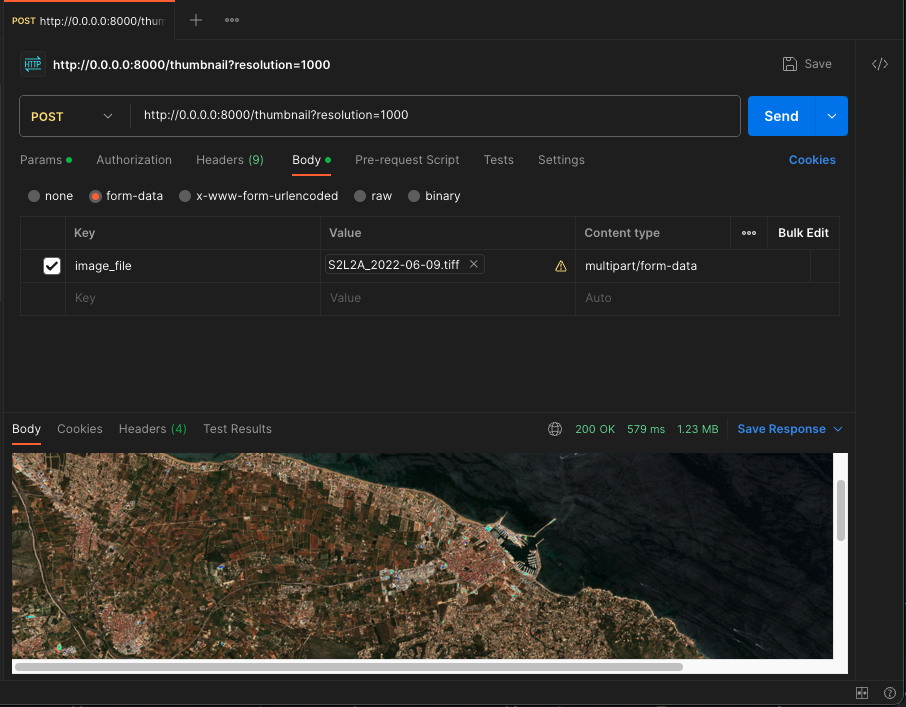 POST http://0.0.0.0:8000/thum
HTTP http://0.0.0.0:8000/thumbnail?resolution=1000 Save </>
POST http://0.0.0.0:8000/thumbnail?resolution=1000 Send
Params Authorization Headers (9) Body Pre-request Script Tests Settings Cookies
none form-data x-www-form-urlencoded raw binary
Key Value Content type Bulk Edit
image_file S2L2A_2022-06-09.tiff multipart/form-data
Key Value Auto
Body Cookies Headers (4) Test Results 200 OK 579 ms 1.23 MB Save Response